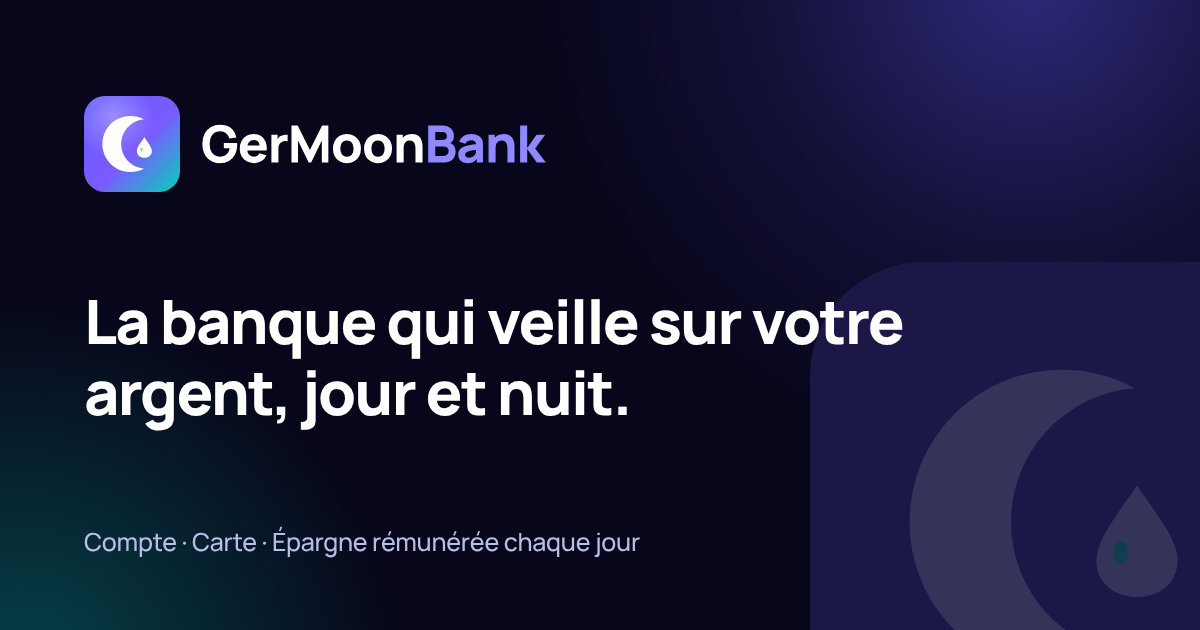 GerMoonBank
La banque qui veille sur votre
argent, jour et nuit.
Compte · Carte · Épargne rémunérée chaque jour